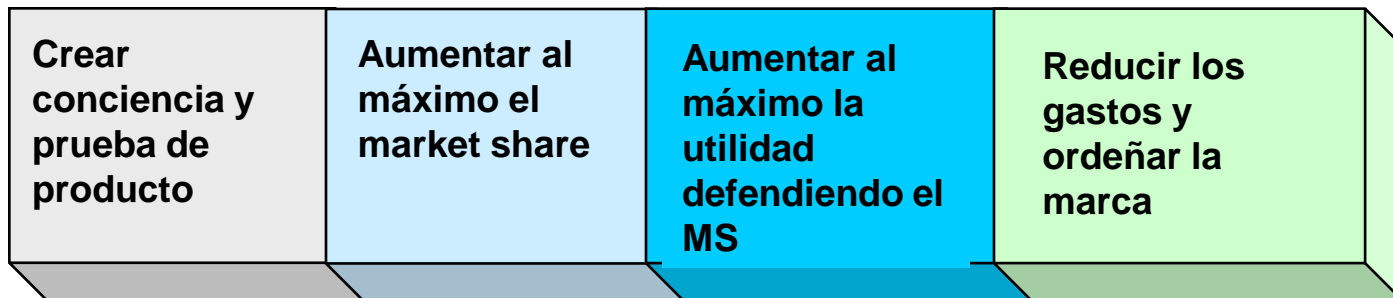 Crear
conciencia y
prueba de
producto
Aumentar al
máximo el
market share
Aumentar al
máximo la
utilidad
defendiendo el
MS
Reducir los
gastos y
ordeñar la
marca